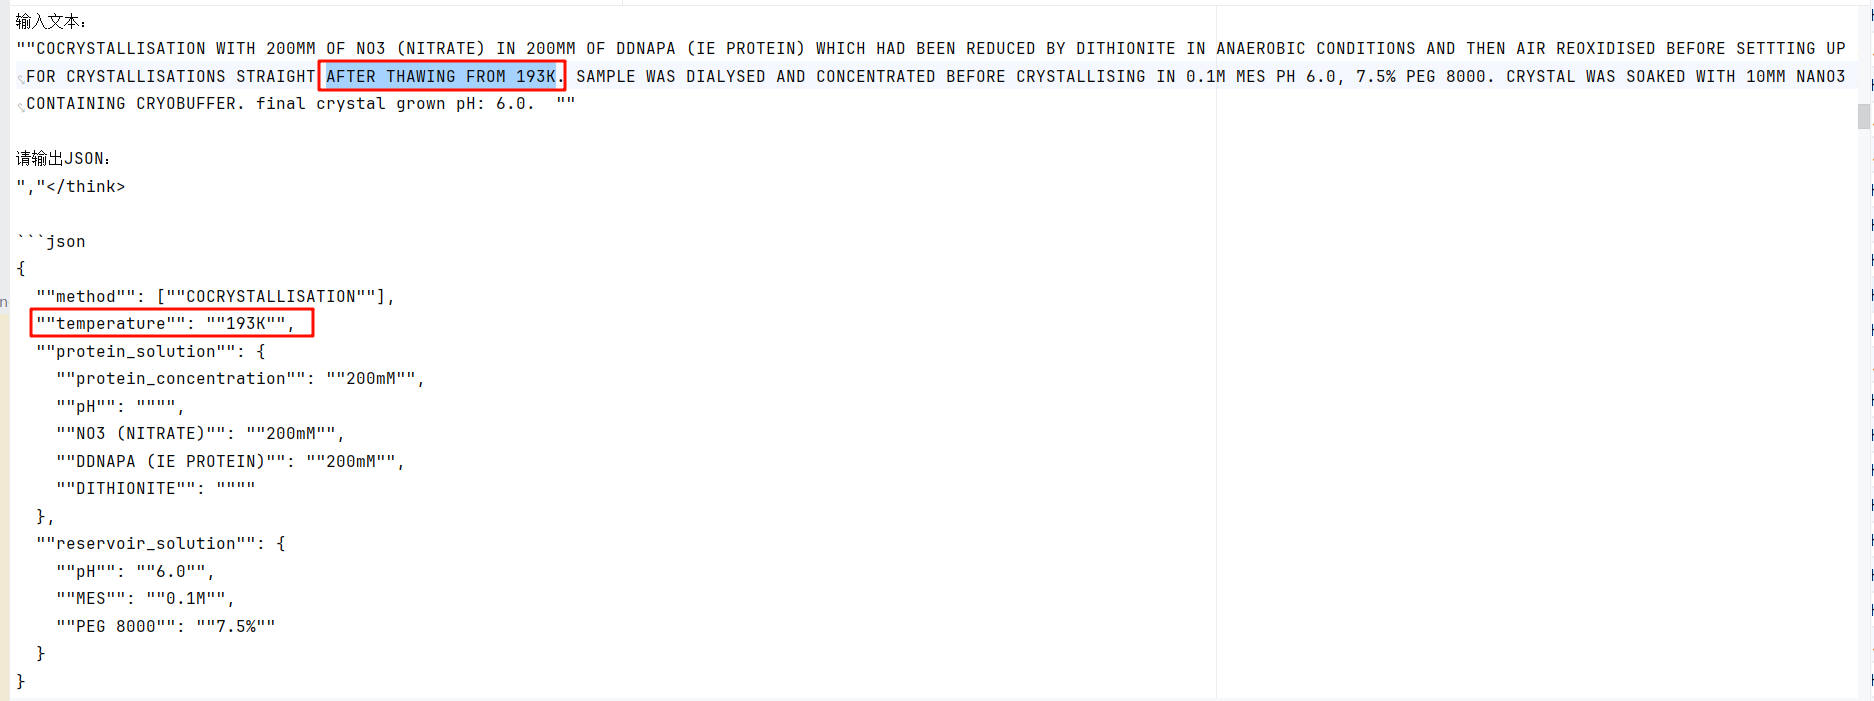 输入文本：
""COCRYSTALLISATION WITH 200MM OF NO3 (NITRATE) IN 200MM OF DDNAPA (IE PROTEIN) WHICH HAD BEEN REDUCED BY DITHIONITE IN ANAEROBIC CONDITIONS AND THEN AIR REOXIDISED BEFORE SETTTING UP
FOR CRYSTALLISATIONS STRAIGHT AFTER THAWING FROM 193K. SAMPLE WAS DIALYSED AND CONCENTRATED BEFORE CRYSTALLISING IN 0.1M MES PH 6.0, 7.5% PEG 8000. CRYSTAL WAS SOAKED WITH 10MM NANO3
CONTAINING CRYOBUFFER. final crystal grown pH: 6.0.  ""
请输出JSON：
","</think>
```json
{
  ""method"": [""COCRYSTALLISATION""],
  ""temperature"": ""193K"",
  ""protein_solution"": {
    ""protein_concentration"": ""200mM"",
    ""pH"": """",
    ""NO3 (NITRATE)"": ""200mM"",
    ""DDNAPA (IE PROTEIN)"": ""200mM"",
    ""DITHIONITE"": """"
  },
  ""reservoir_solution"": {
    ""pH"": ""6.0"",
    ""MES"": ""0.1M"",
    ""PEG 8000"": ""7.5%""
  }
}
n